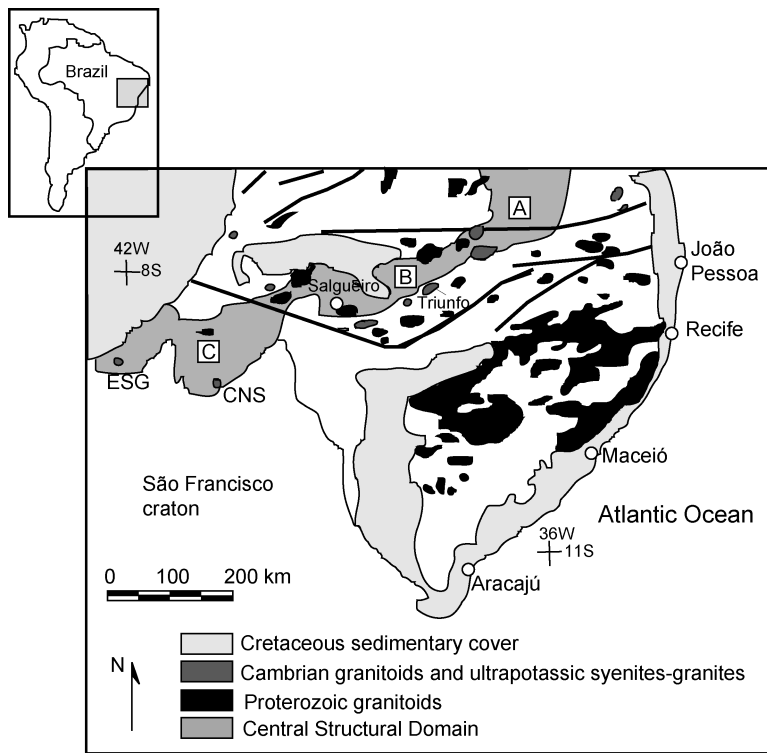 Brazil
A
42W
8S
João
Pessoa
B
Salgueiro
Triunfo
Recife
C
ESG
CNS
Maceió
São Francisco
craton
Atlantic Ocean
36W
11S
0 100 200 km
Aracajú
Cretaceous sedimentary cover
N
Cambrian granitoids and ultrapotassic syenites-granites
Proterozoic granitoids
Central Structural Domain